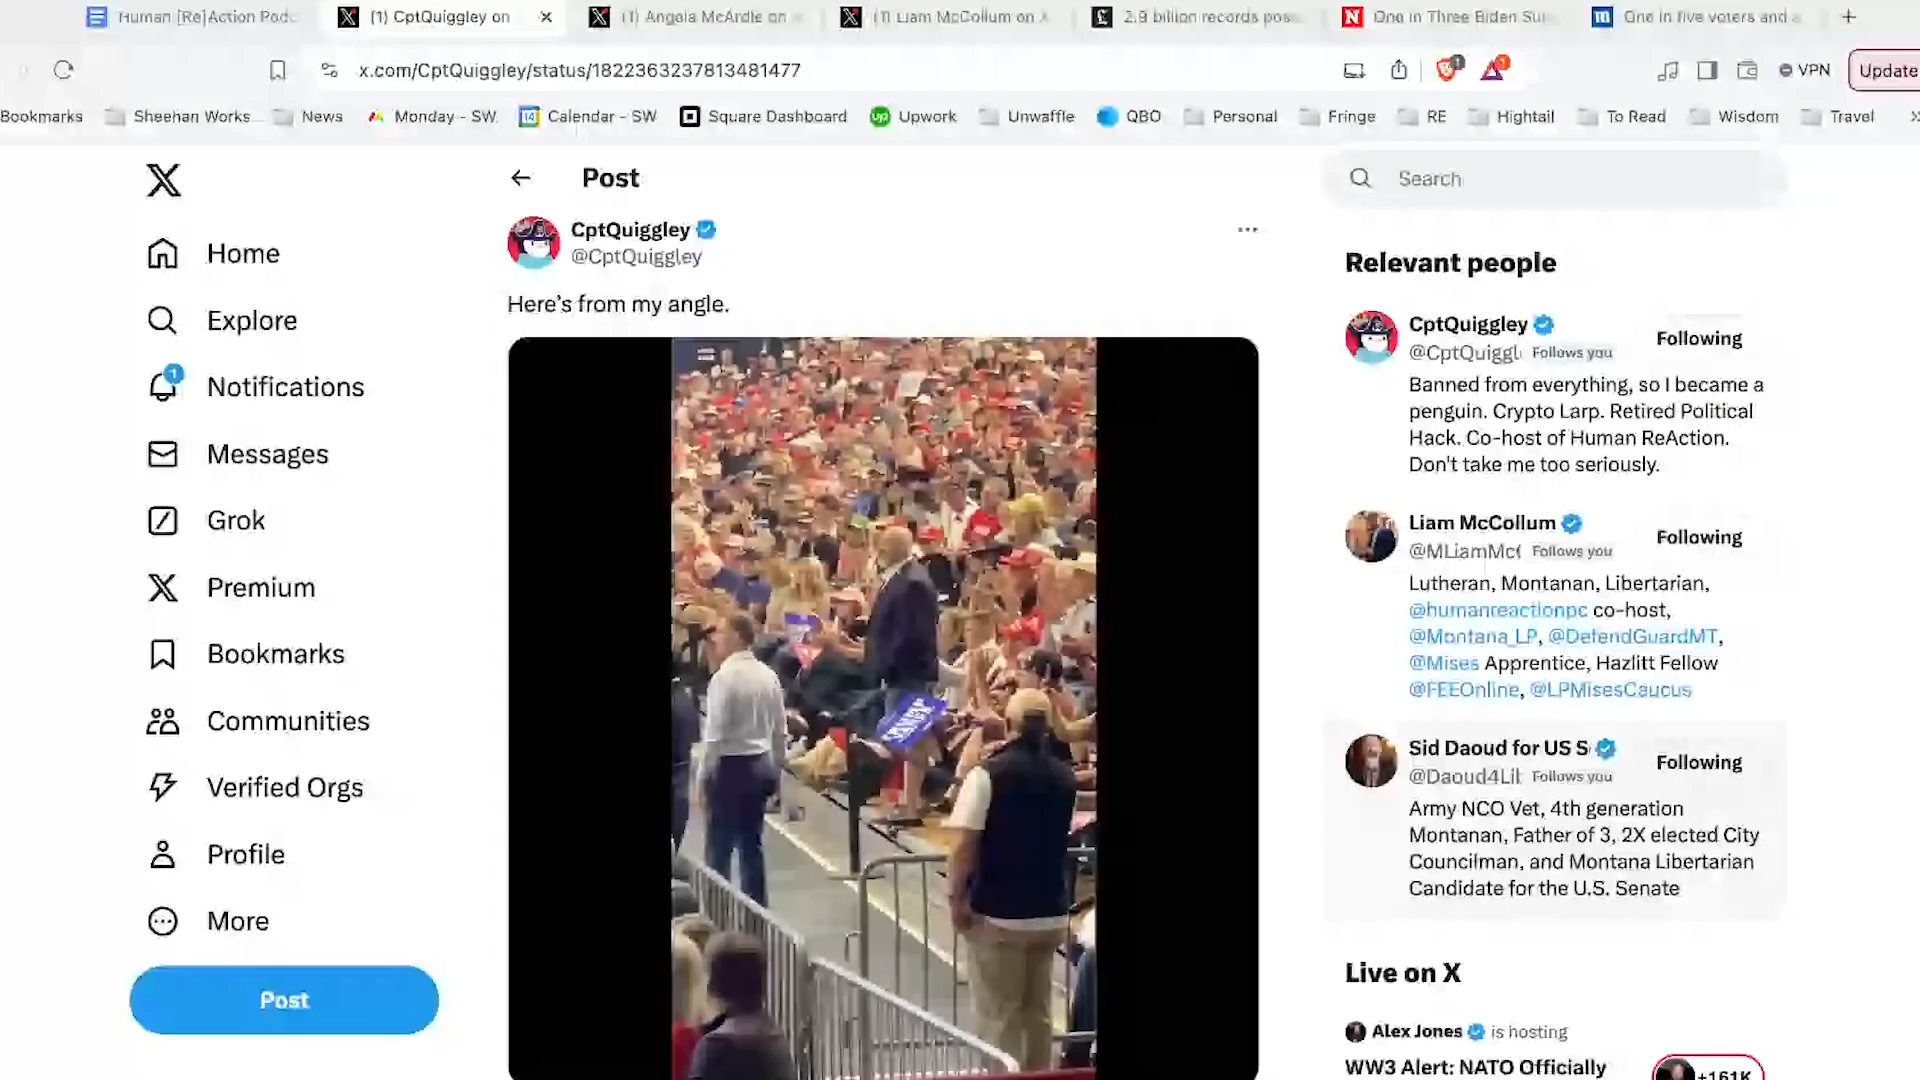 Human [Re]Action Podc
(1) CptQuiggley on
(1) Angela McArdle on
(1) Liam McCollum on X
2.9 billion records poss
One in Three Biden Su
One in five voters and a
x.com/CptQuiggley/status/1822363237813481477
VPN
Update
Bookmarks
Sheehan Works
News
Monday - SW
Calendar - SW
Square Dashboard
Upwork
Unwaffle
QBO
Personal
Fringe
RE
Hightail
To Read
Wisdom
Travel
Home
Explore
1
Notifications
Messages
Grok
Premium
Bookmarks
Communities
Verified Orgs
Profile
More
Post
Post
CptQuiggley
@CptQuiggley
Here’s from my angle.
Search
Relevant people
CptQuiggley
@CptQuiggl Follows you
Following
Banned from everything, so I became a
penguin. Crypto Larp. Retired Political
Hack. Co-host of Human ReAction.
Don't take me too seriously.
Liam McCollum
@MLiamMc Follows you
Following
Lutheran, Montanan, Libertarian,
@humanreactionpc co-host,
@Montana_LP, @DefendGuardMT,
@Mises Apprentice, Hazlitt Fellow
@FEEOnline, @LPMisesCaucus
Sid Daoud for US S
@Daoud4Lil Follows you
Following
Army NCO Vet, 4th generation
Montanan, Father of 3, 2X elected City
Councilman, and Montana Libertarian
Candidate for the U.S. Senate
Live on X
Alex Jones is hosting
WW3 Alert: NATO Officially
+161K